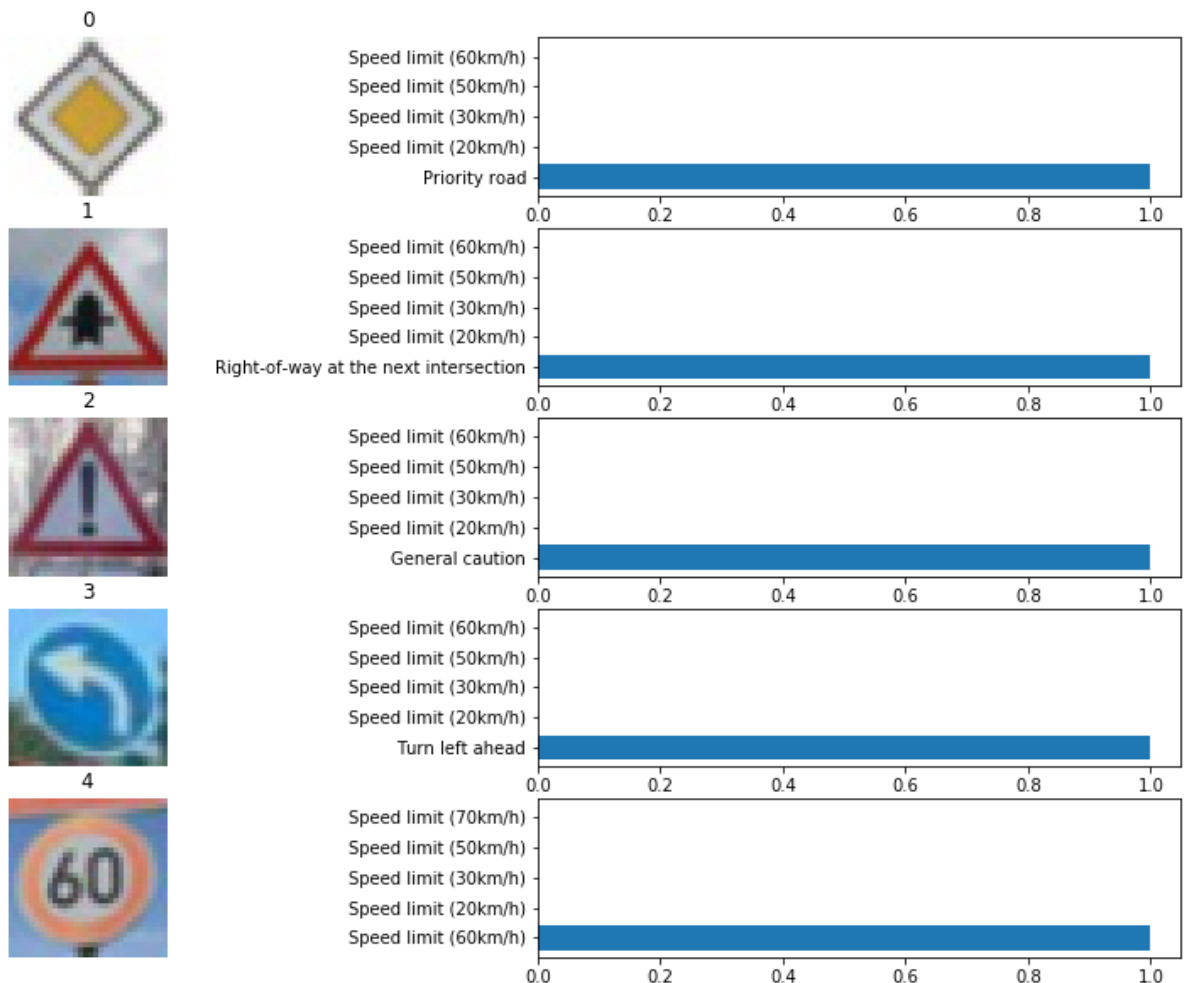 0
Speed limit (60km/h)
Speed limit (50km/h)
Speed limit (30km/h)
Speed limit (20km/h)
Priority road
0.0 0.2 0.4 0.6 0.8 1.0
1
Speed limit (60km/h)
Speed limit (50km/h)
Speed limit (30km/h)
Speed limit (20km/h)
Right-of-way at the next intersection
0.0 0.2 0.4 0.6 0.8 1.0
2
Speed limit (60km/h)
Speed limit (50km/h)
Speed limit (30km/h)
Speed limit (20km/h)
General caution
0.0 0.2 0.4 0.6 0.8 1.0
3
Speed limit (60km/h)
Speed limit (50km/h)
Speed limit (30km/h)
Speed limit (20km/h)
Turn left ahead
0.0 0.2 0.4 0.6 0.8 1.0
4
60
Speed limit (70km/h)
Speed limit (50km/h)
Speed limit (30km/h)
Speed limit (20km/h)
Speed limit (60km/h)
0.0 0.2 0.4 0.6 0.8 1.0